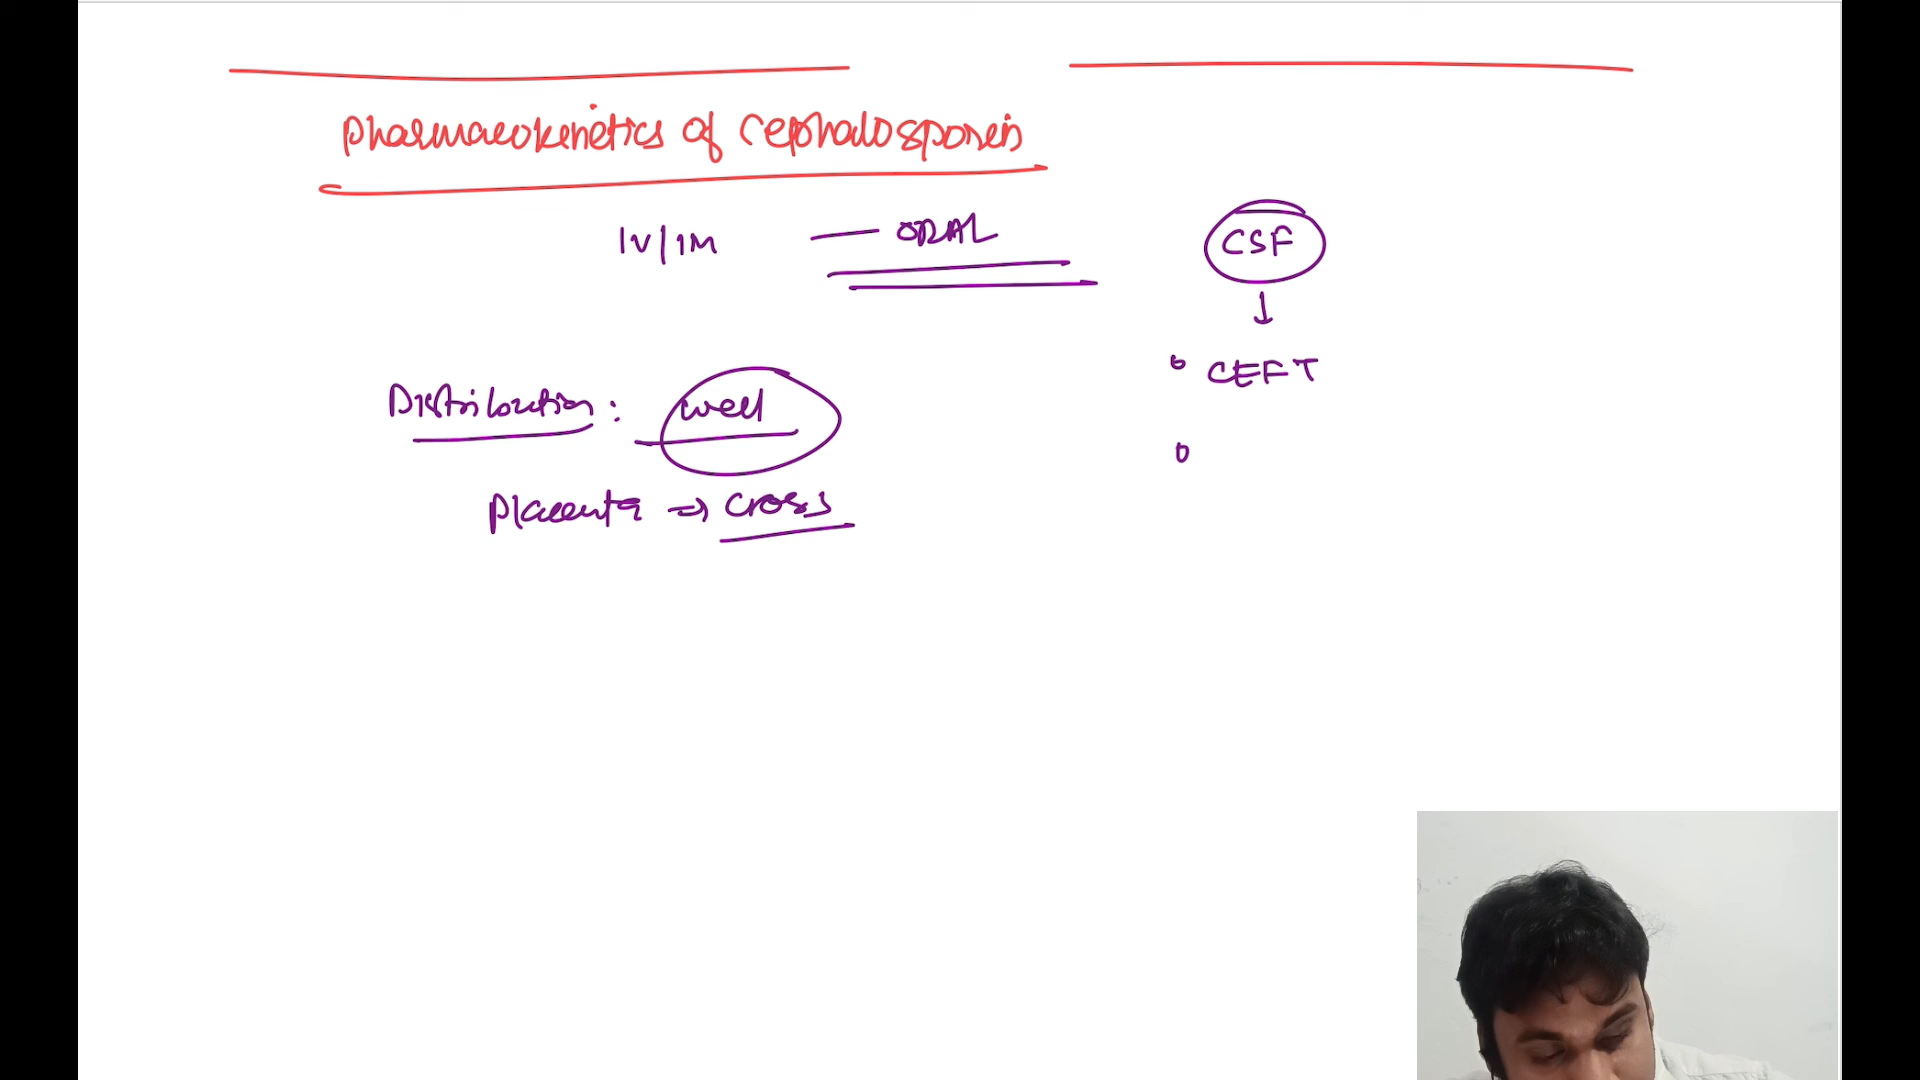 Pharmacokinetics of Cephalosporins
IV/IM — ORAL
CSF
↓
CEFT
Distribution : well
Placenta ⇒ cross